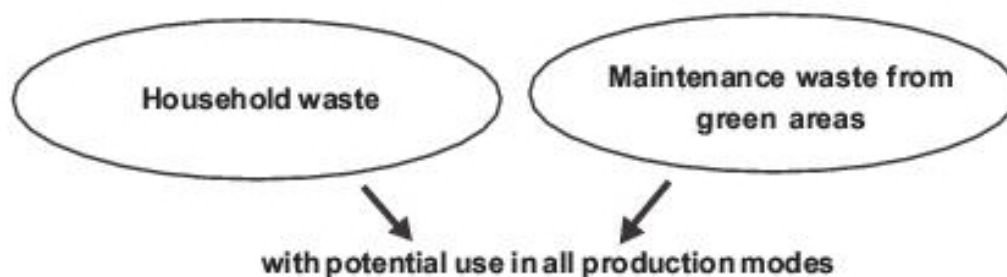 Household waste
Maintenance waste from
green areas
with potential use in all production modes